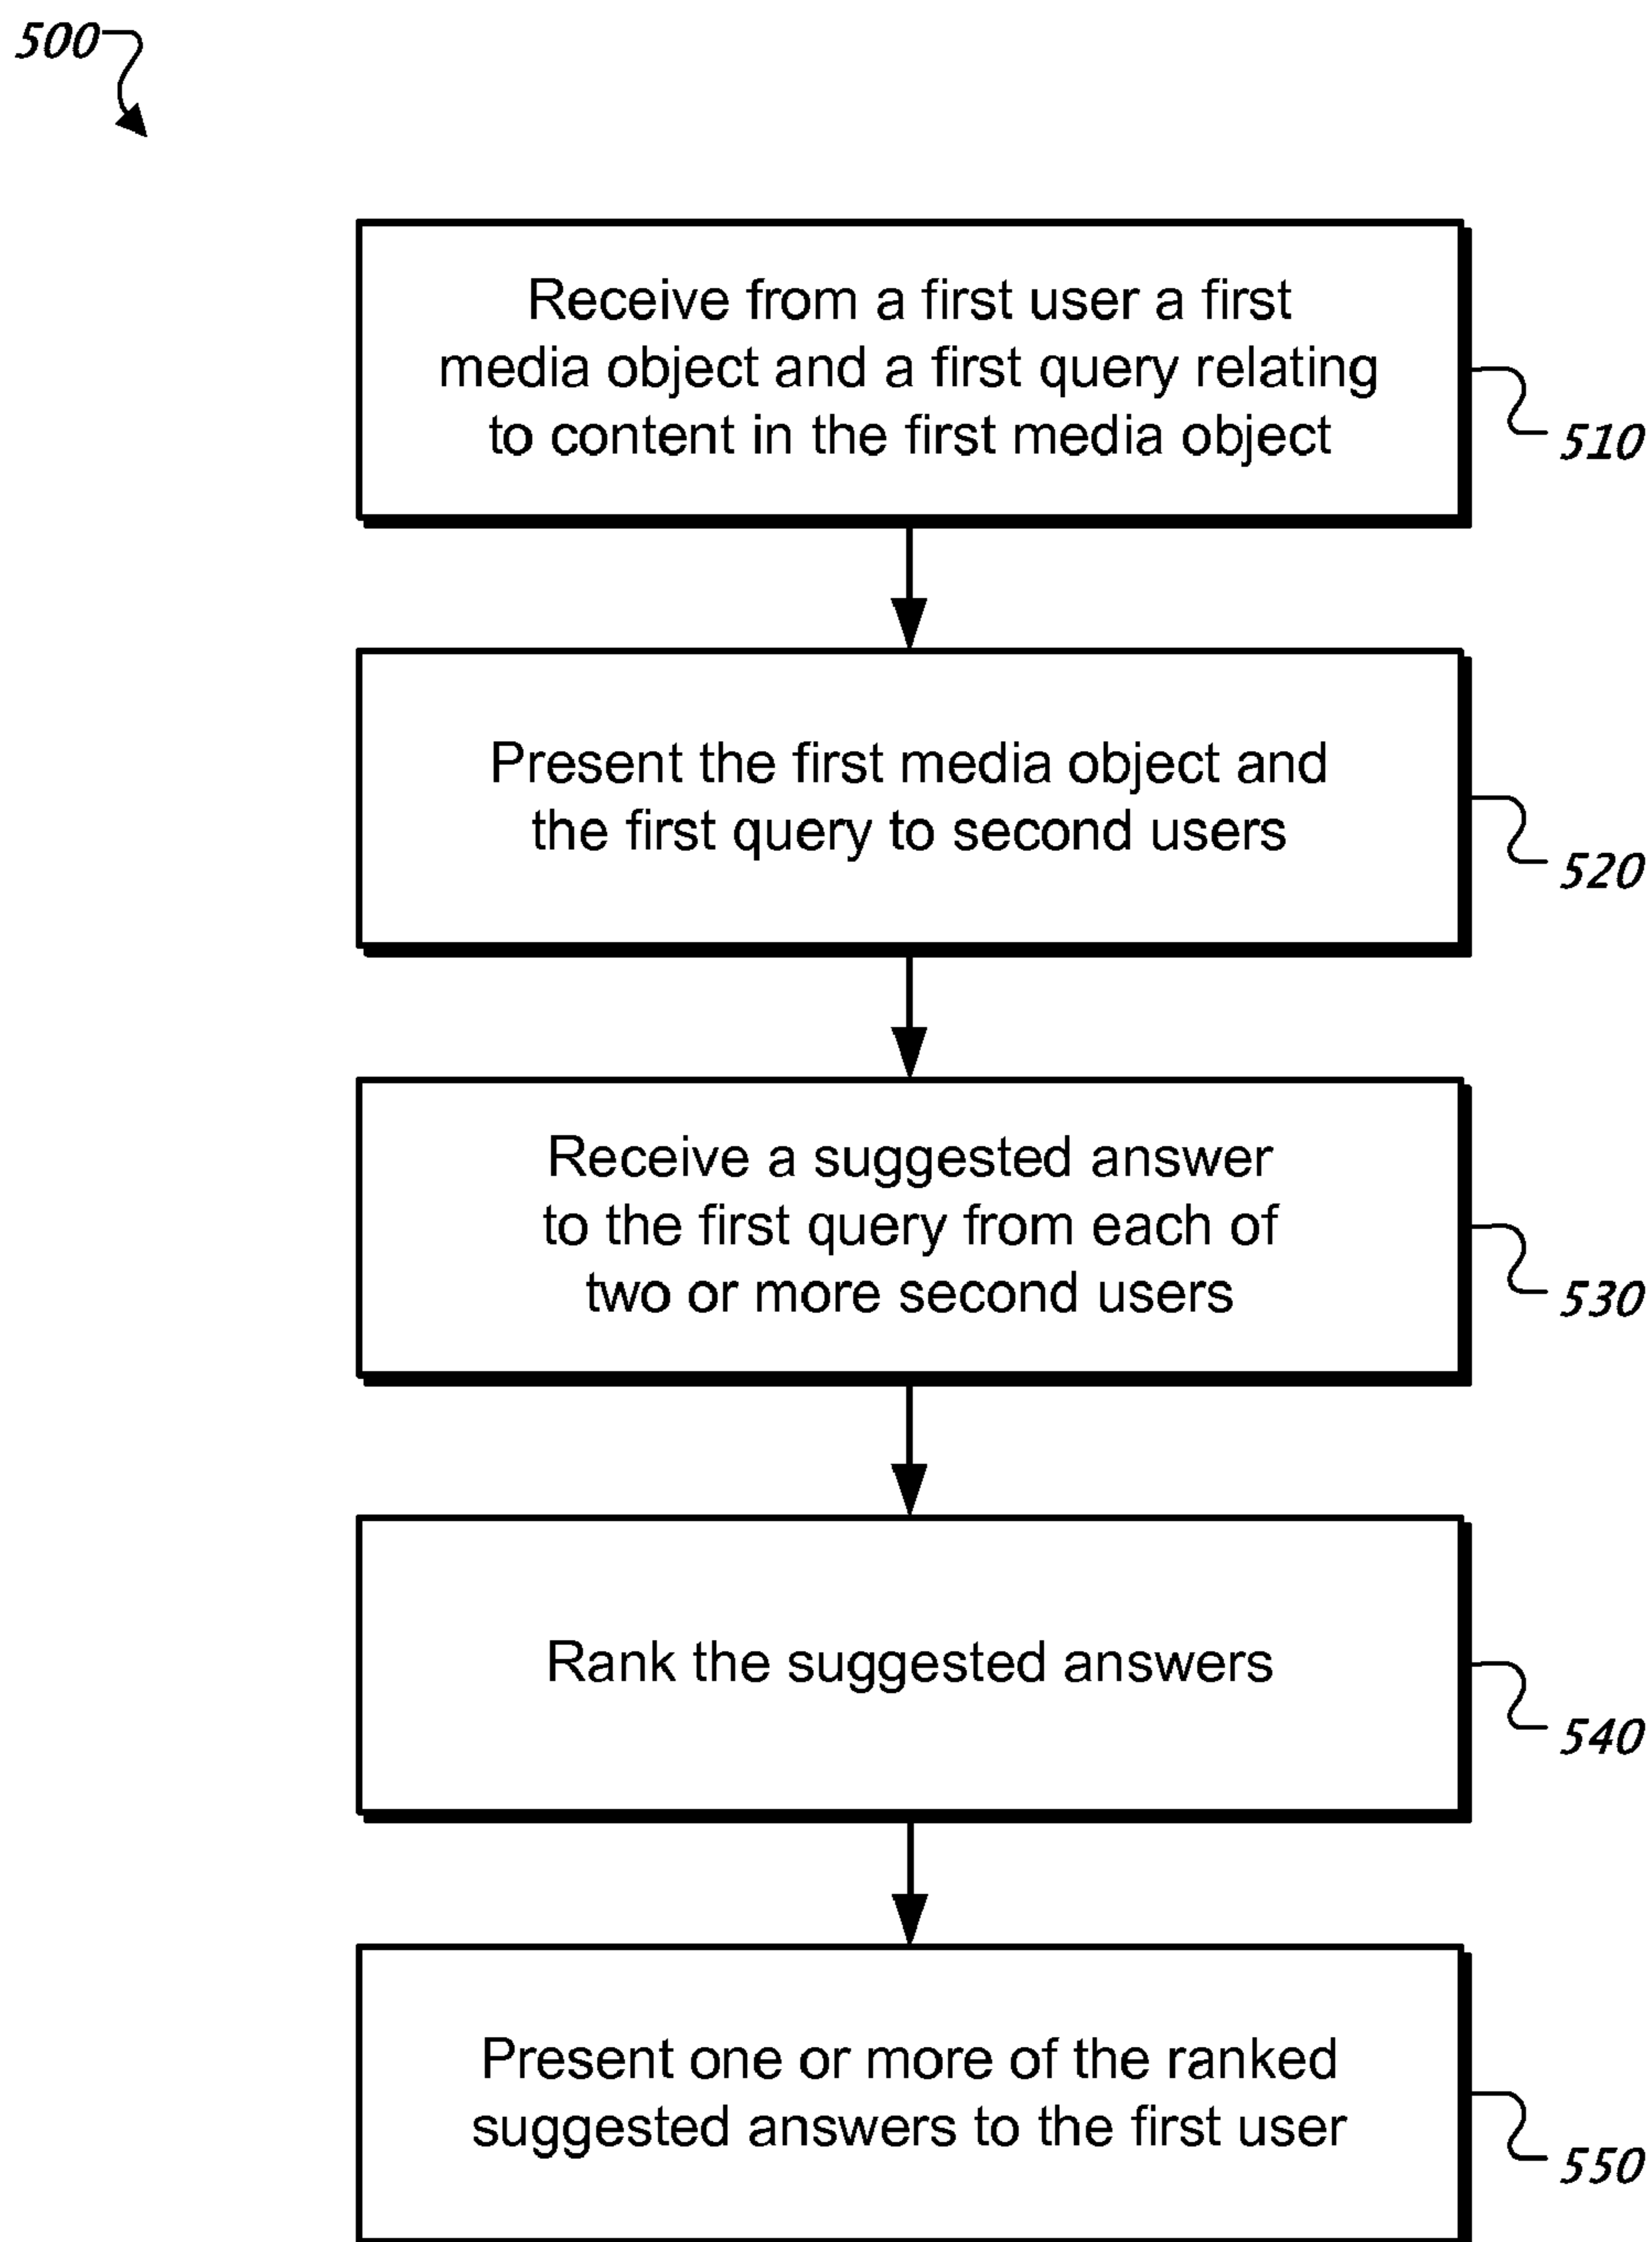 500
Receive from a first user a first
media object and a first query relating
to content in the first media object
510
Present the first media object and
the first query to second users
520
Receive a suggested answer
to the first query from each of
two or more second users
530
Rank the suggested answers
540
Present one or more of the ranked
suggested answers to the first user
550